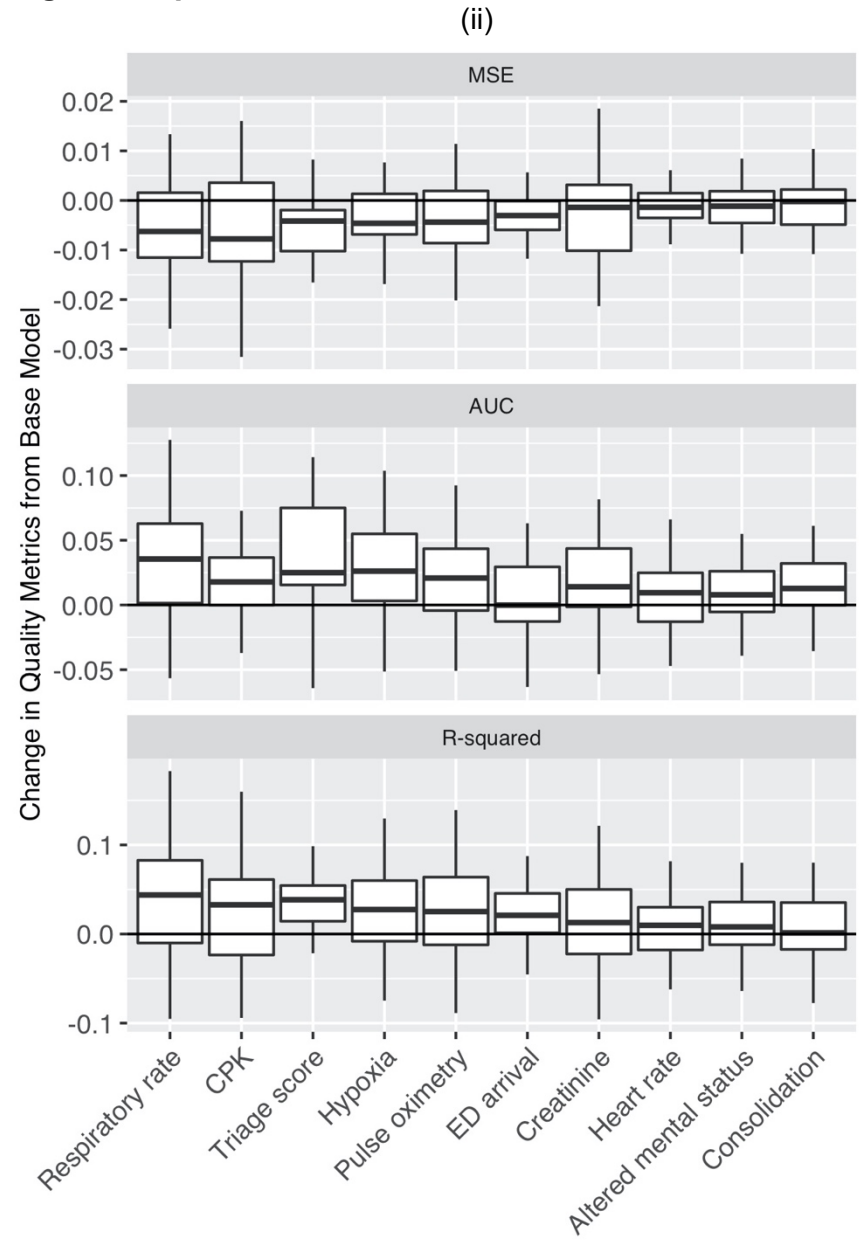 (ii)
MSE
0.02
0.01
0.00
-0.01
-0.02
-0.03
AUC
0.10
0.05
0.00
-0.05
R-squared
0.1
0.0
-0.1
Change in Quality Metrics from Base Model
Respiratory rate
CPK
Triage score
Hypoxia
Pulse oximetry
ED arrival
Creatinine
Heart rate
Altered mental status
Consolidation